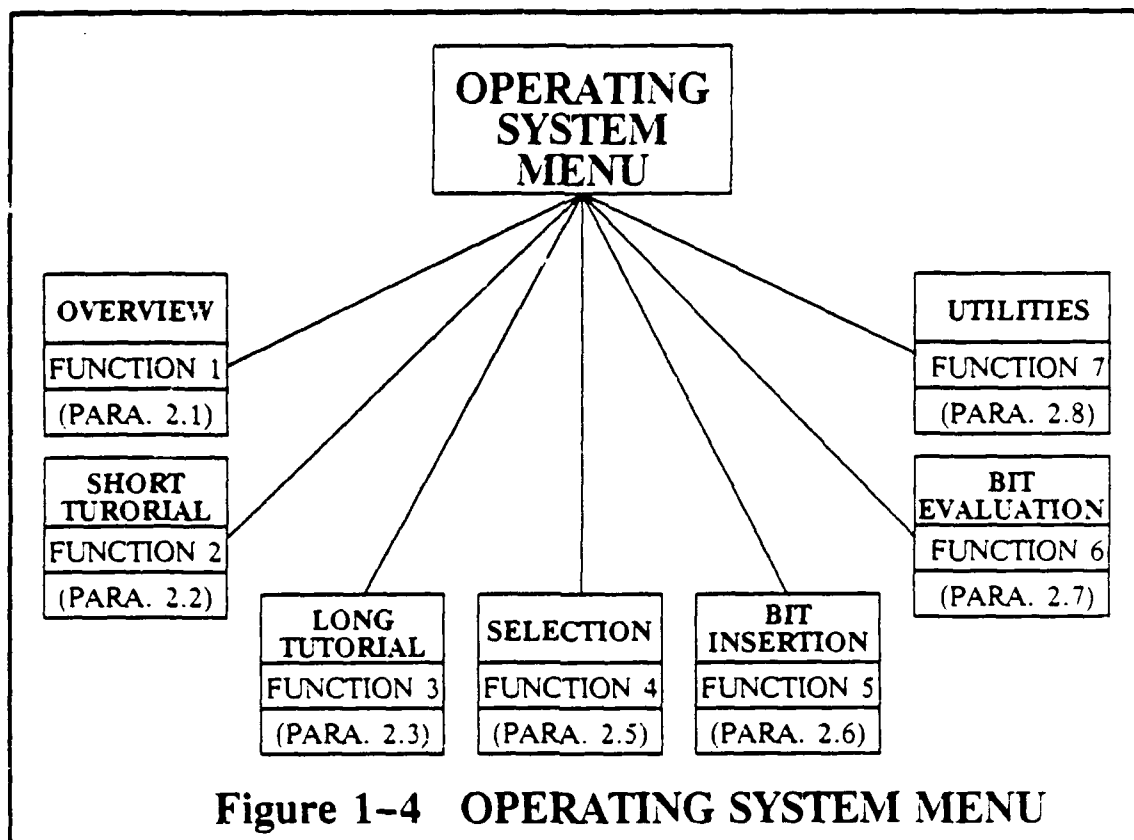 OPERATING
SYSTEM
MENU
OVERVIEW
FUNCTION 1
(PARA. 2.1)
SHORT
TURORIAL
FUNCTION 2
(PARA. 2.2)
LONG
TUTORIAL
FUNCTION 3
(PARA. 2.3)
SELECTION
FUNCTION 4
(PARA. 2.5)
BIT
INSERTION
FUNCTION 5
(PARA. 2.6)
BIT
EVALUATION
FUNCTION 6
(PARA. 2.7)
UTILITIES
FUNCTION 7
(PARA. 2.8)
Figure 1-4 OPERATING SYSTEM MENU